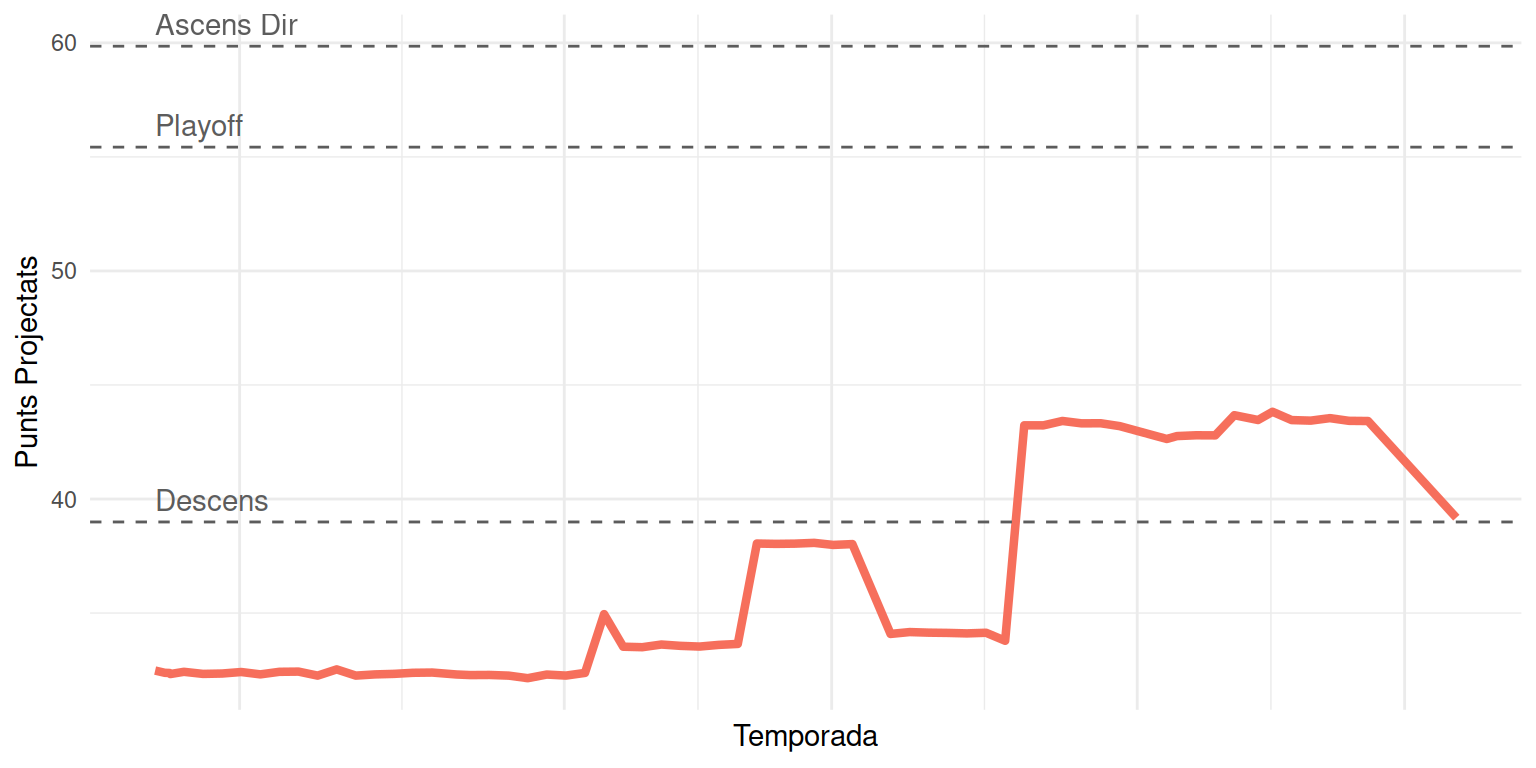 Ascens Dir
60
Playoff
50
Punts Projectats
40
Descens
Temporada